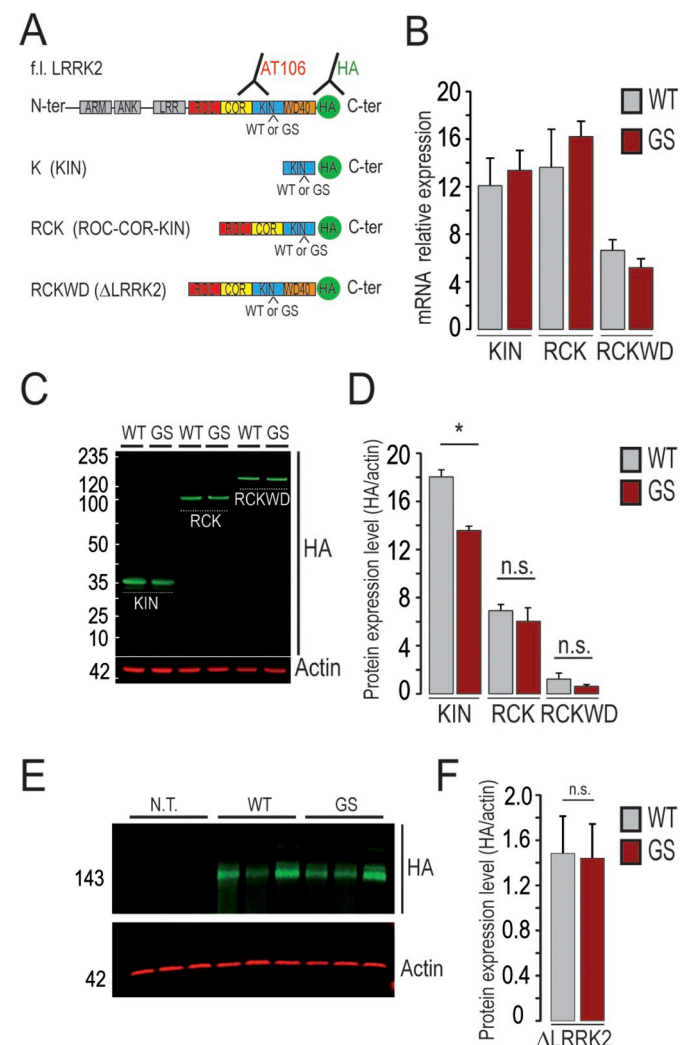 A
f.l. LRRK2
AT106
HA
N-ter
ARM
ANK
LRR
ROC
COR
KIN
WD40
HA
C-ter
WT or GS
K (KIN)
KIN
HA
C-ter
WT or GS
RCK (ROC-COR-KIN)
ROC
COR
KIN
HA
C-ter
WT or GS
RCKWD (ΔLRRK2)
ROC
COR
KIN
WD40
HA
C-ter
WT or GS
B
mRNA relative expression
20
16
12
8
4
0
KIN
RCK
RCKWD
WT
GS
C
WT GS WT GS WT GS
235
120
100
50
35
25
10
42
RCKWD
RCK
KIN
HA
Actin
D
Protein expression level (HA/actin)
20
16
12
8
4
0
*
n.s.
n.s.
KIN
RCK
RCKWD
WT
GS
E
N.T.
WT
GS
143
HA
42
Actin
F
Protein expression level (HA/actin)
2.0
1.6
1.2
0.8
0.4
0
n.s.
ΔLRRK2
WT
GS